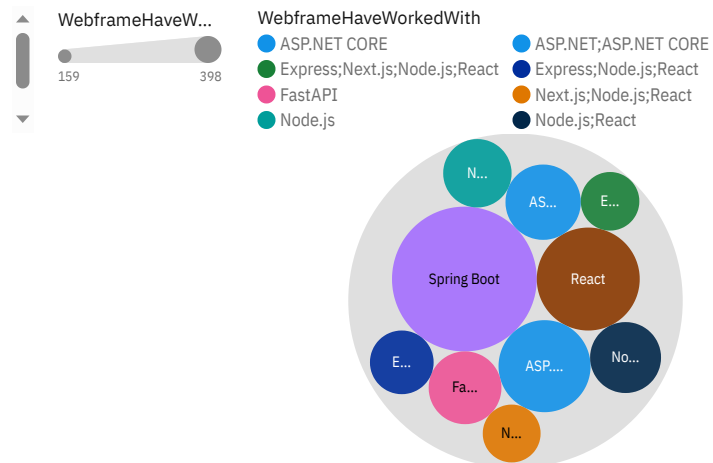 WebframeHaveW...
159
398
WebframeHaveWorkedWith
ASP.NET CORE
ASP.NET;ASP.NET CORE
Express;Next.js;Node.js;React
Express;Node.js;React
FastAPI
Next.js;Node.js;React
Node.js
Node.js;React
N...
AS...
E...
Spring Boot
React
E...
Fa...
ASP....
No...
N...